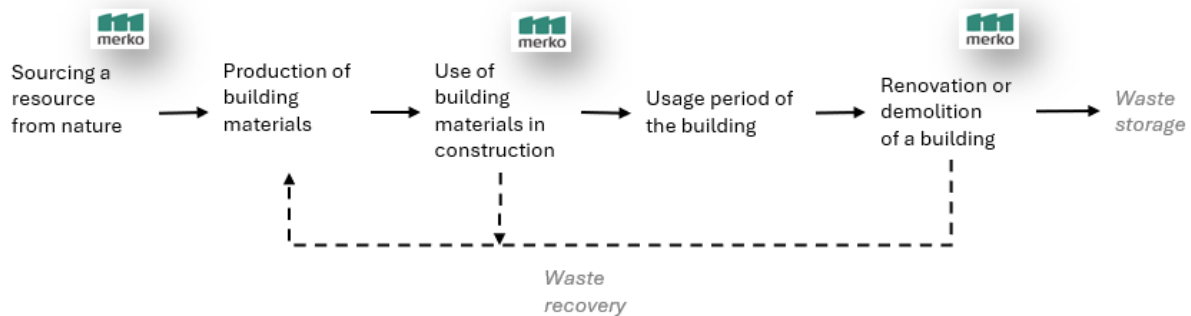 merko
merko
merko
Sourcing a
resource
from nature
Production of
building
materials
Use of
building
materials in
construction
Usage period of
the building
Renovation or
demolition
of a building
Waste
storage
Waste
recovery